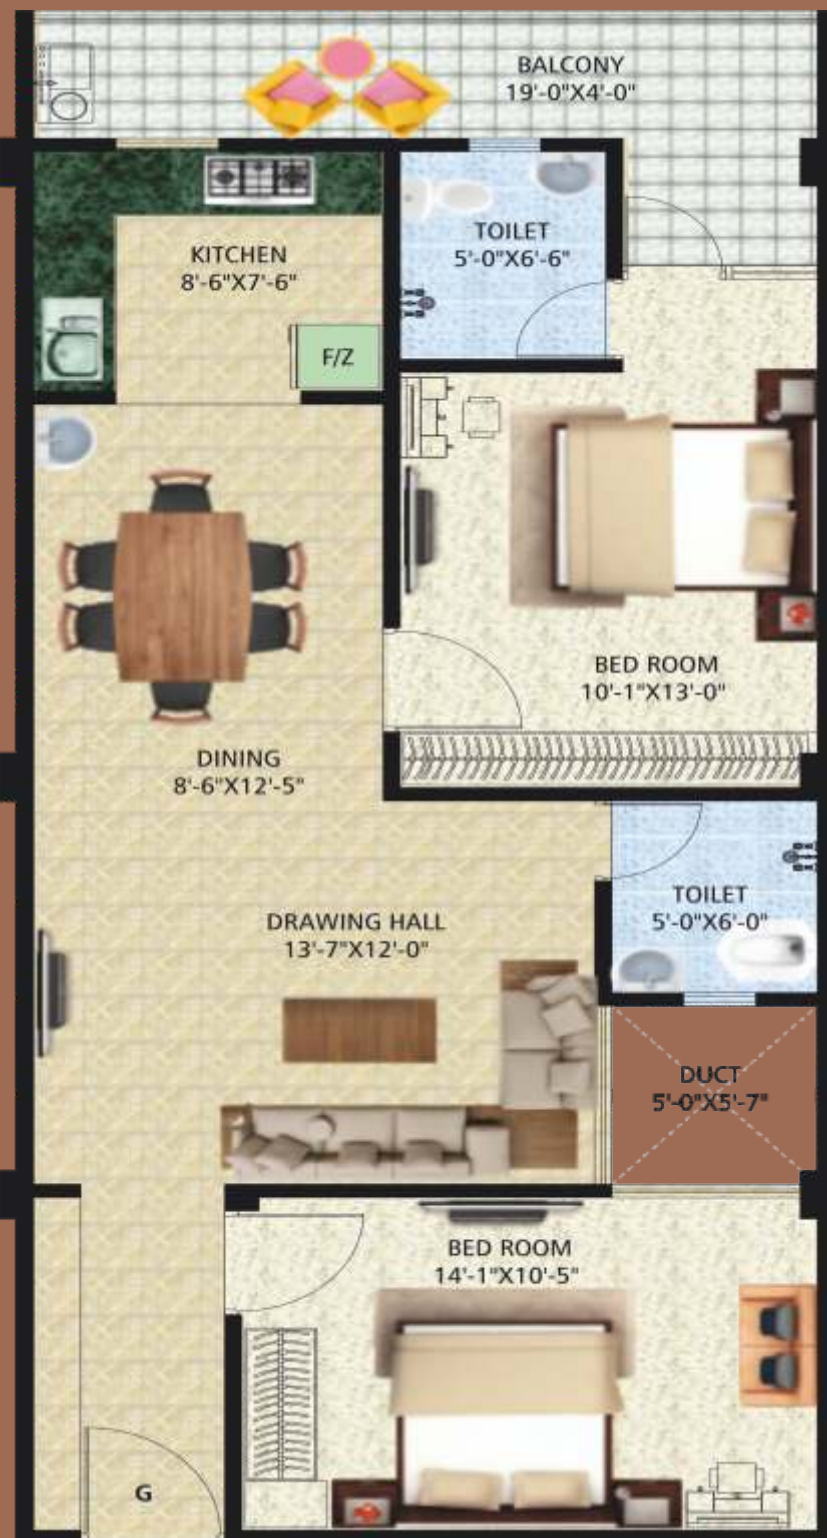 BALCONY
19'-0"X4'-0"
TOILET
5'-0"X6'-6"
KITCHEN
8'-6"X7'-6"
F/Z
BED ROOM
10'-1"X13'-0"
DINING
8'-6"X12'-5"
TOILET
5'-0"X6'-0"
DRAWING HALL
13'-7"X12'-0"
DUCT
5'-0"X5'-7"
BED ROOM
14'-1"X10'-5"
G